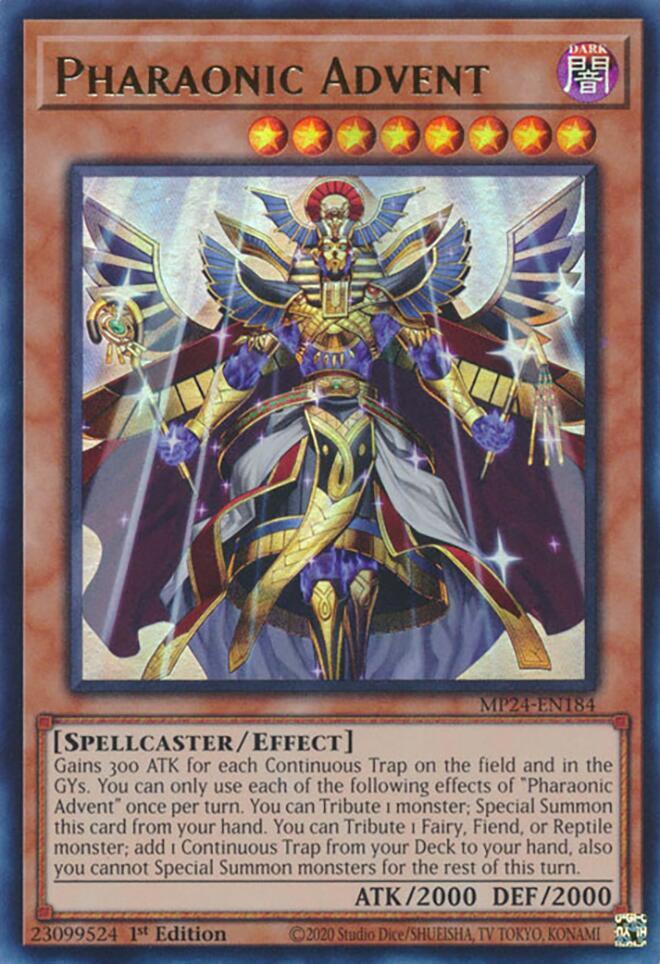 Pharaonic Advent
DARK
闇
MP24-EN184
[Spellcaster/Effect]
Gains 300 ATK for each Continuous Trap on the field and in the
GYs. You can only use each of the following effects of "Pharaonic
Advent" once per turn. You can Tribute 1 monster; Special Summon
this card from your hand. You can Tribute 1 Fairy, Fiend, or Reptile
monster; add 1 Continuous Trap from your Deck to your hand, also
you cannot Special Summon monsters for the rest of this turn.
ATK/2000 DEF/2000
23099524 1st Edition ©2020 Studio Dice/SHUEISHA, TV TOKYO, KONAMI